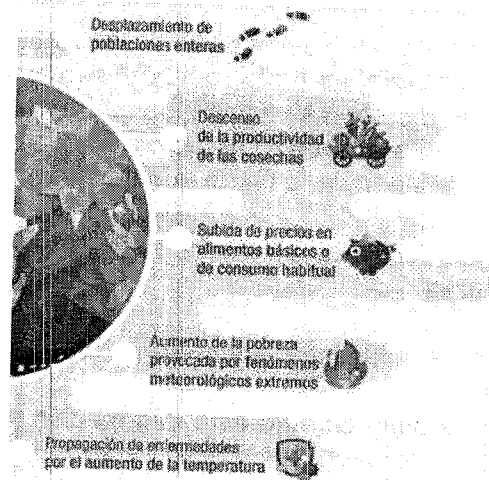 Desplazamiento de
poblaciones enteras
Descenso
de la productividad
de las cosechas
Subida de precios en
alimentos básicos o
de consumo habitual
Aumento de la pobreza
provocada por fenómenos
meteorológicos extremos
Propagación de enfermedades
por el aumento de la temperatura